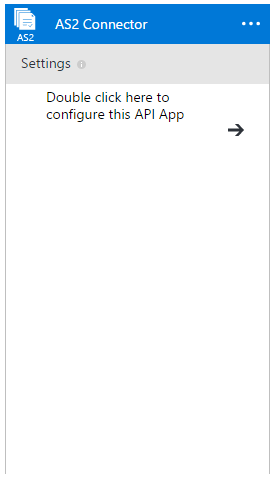 AS2 Connector
AS2
Settings
Double click here to
configure this API App